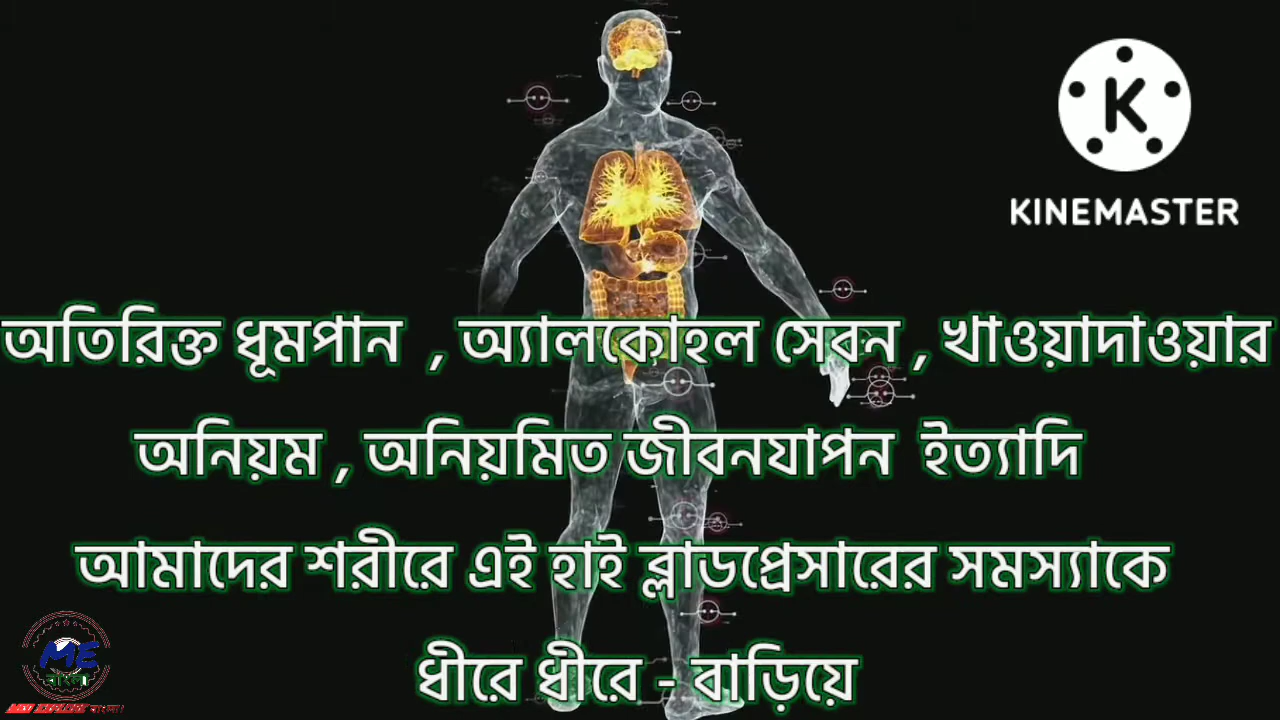 KINEMASTER
অতিরিক্ত ধূমপান , অ্যালকোহল সেবন , খাওয়াদাওয়ার
অনিয়ম , অনিয়মিত জীবনযাপন ইত্যাদি
আমাদের শরীরে এই হাই ব্লাডপ্রেসারের সমস্যাকে
ধীরে ধীরে - বাড়িয়ে
ME
বাংলা
বাংলা